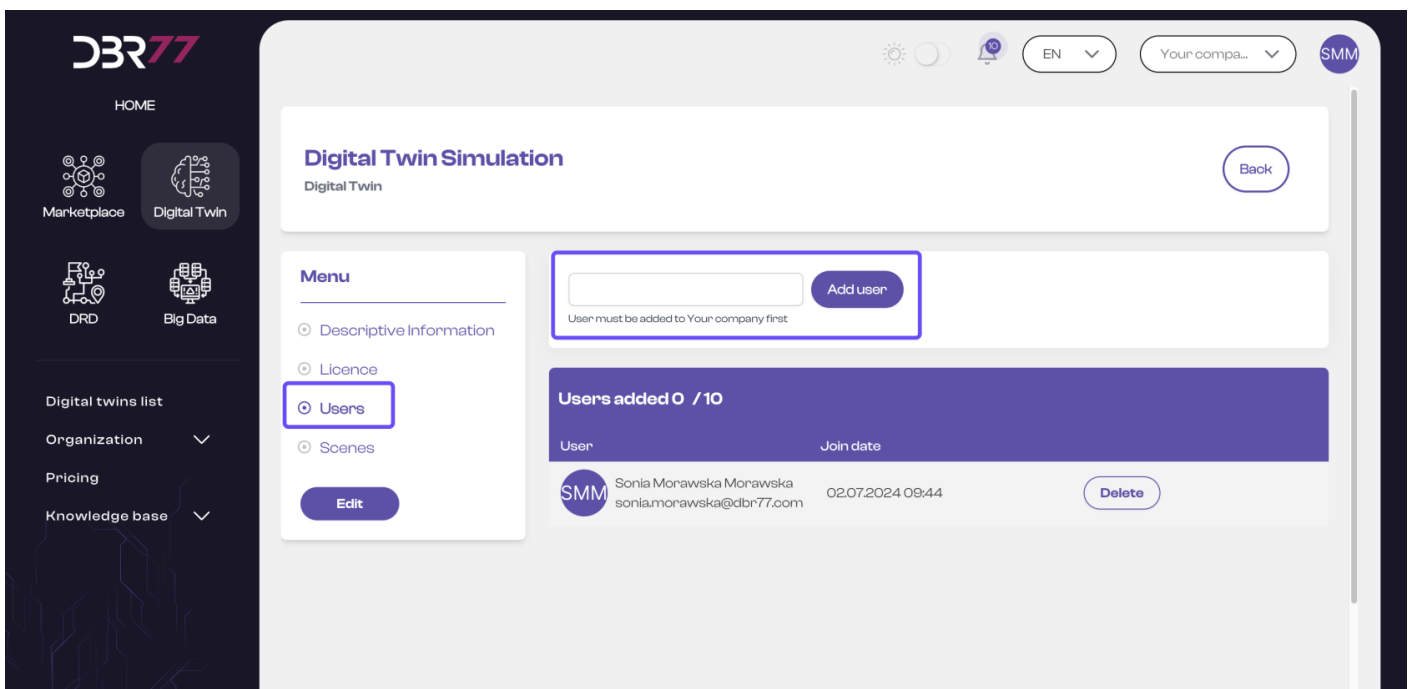 DBR77
10
EN
Your compa...
SMM
HOME
Marketplace
Digital Twin
DRD
Big Data
Digital twins list
Organization
Pricing
Knowledge base
Digital Twin Simulation
Digital Twin
Back
Menu
Descriptive Information
Licence
Users
Scenes
Edit
Add user
User must be added to Your company first
Users added 0 / 10
User Join date
SMM Sonia Morawska Morawska
sonia.morawska@dbr77.com
02.07.2024 09:44
Delete